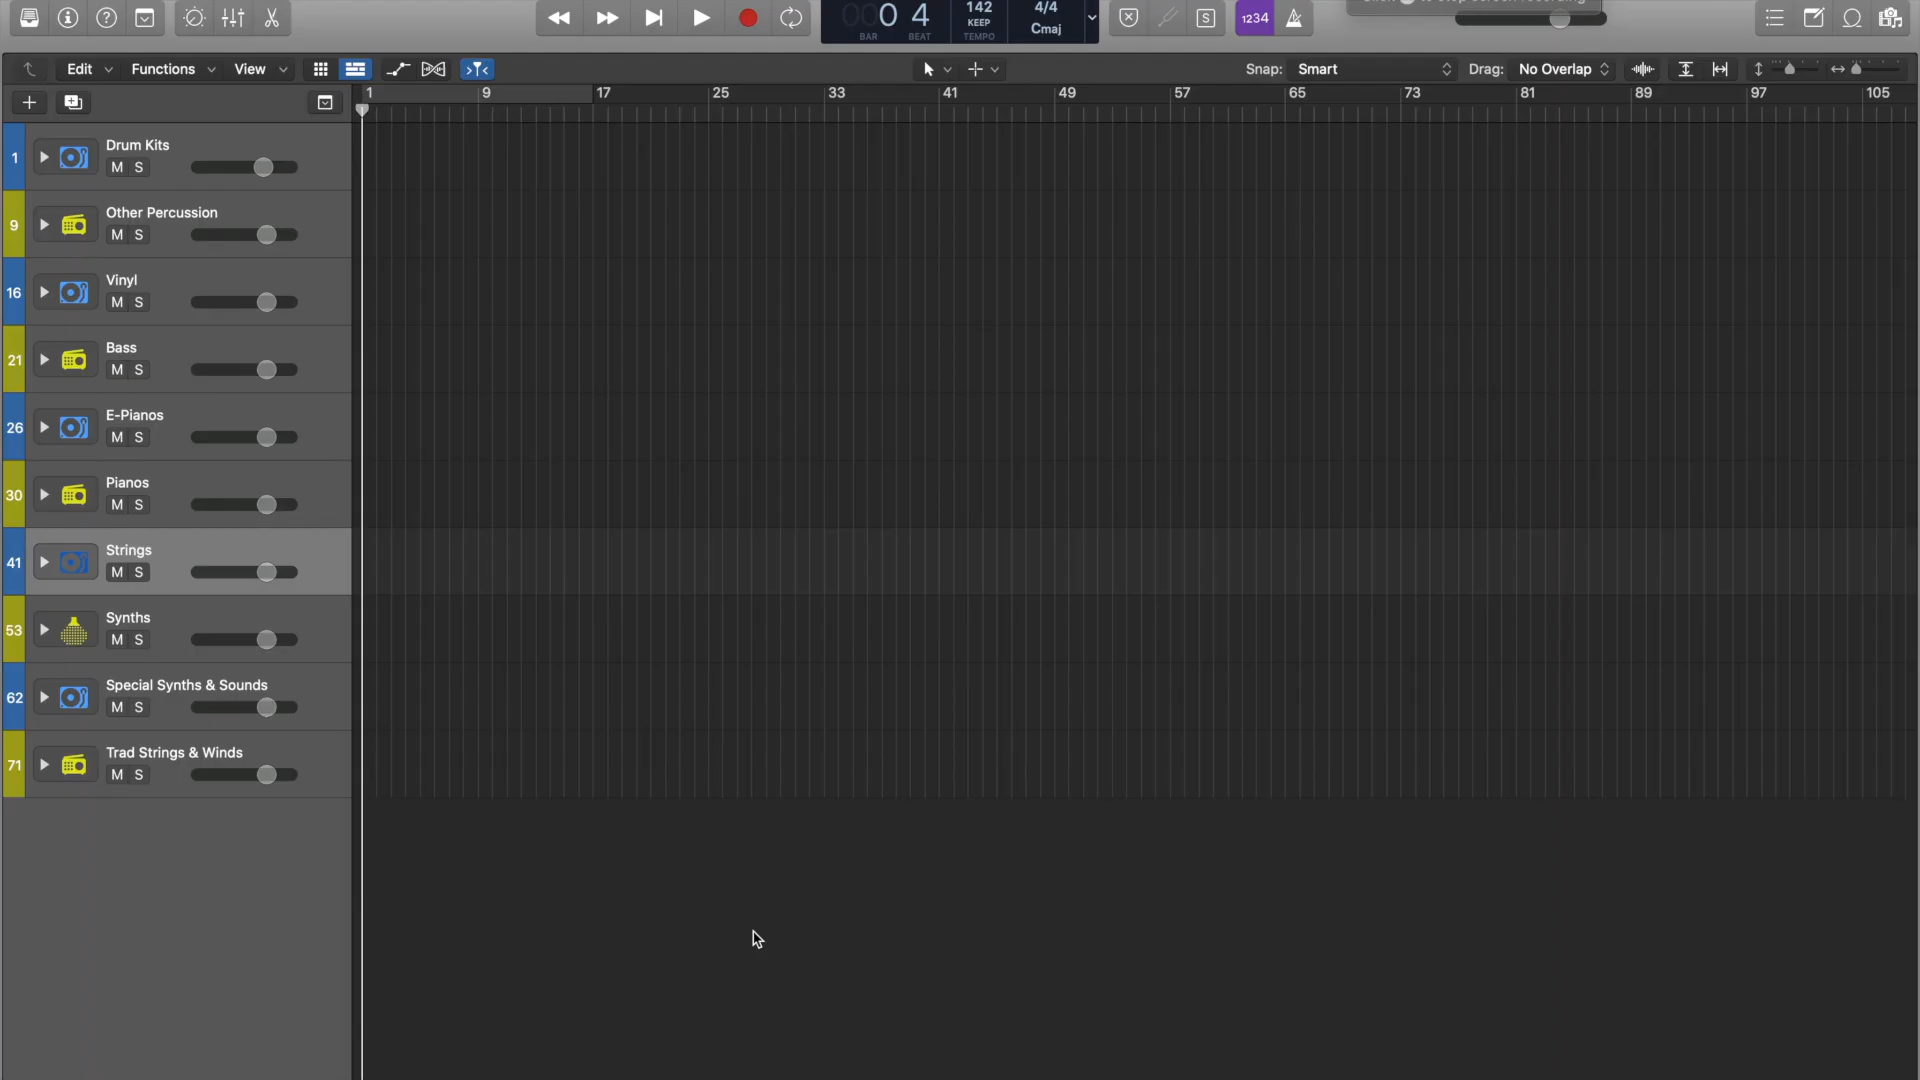 0 4
142
4/4
KEEP
Cmaj
BAR BEAT TEMPO
S
1234
Edit Functions View
Snap: Smart
Drag: No Overlap
1 9 17 25 33 41 49 57 65 73 81 89 97 105
1
Drum Kits
M S
9
Other Percussion
M S
16
Vinyl
M S
21
Bass
M S
26
E-Pianos
M S
30
Pianos
M S
41
Strings
M S
53
Synths
M S
62
Special Synths & Sounds
M S
71
Trad Strings & Winds
M S